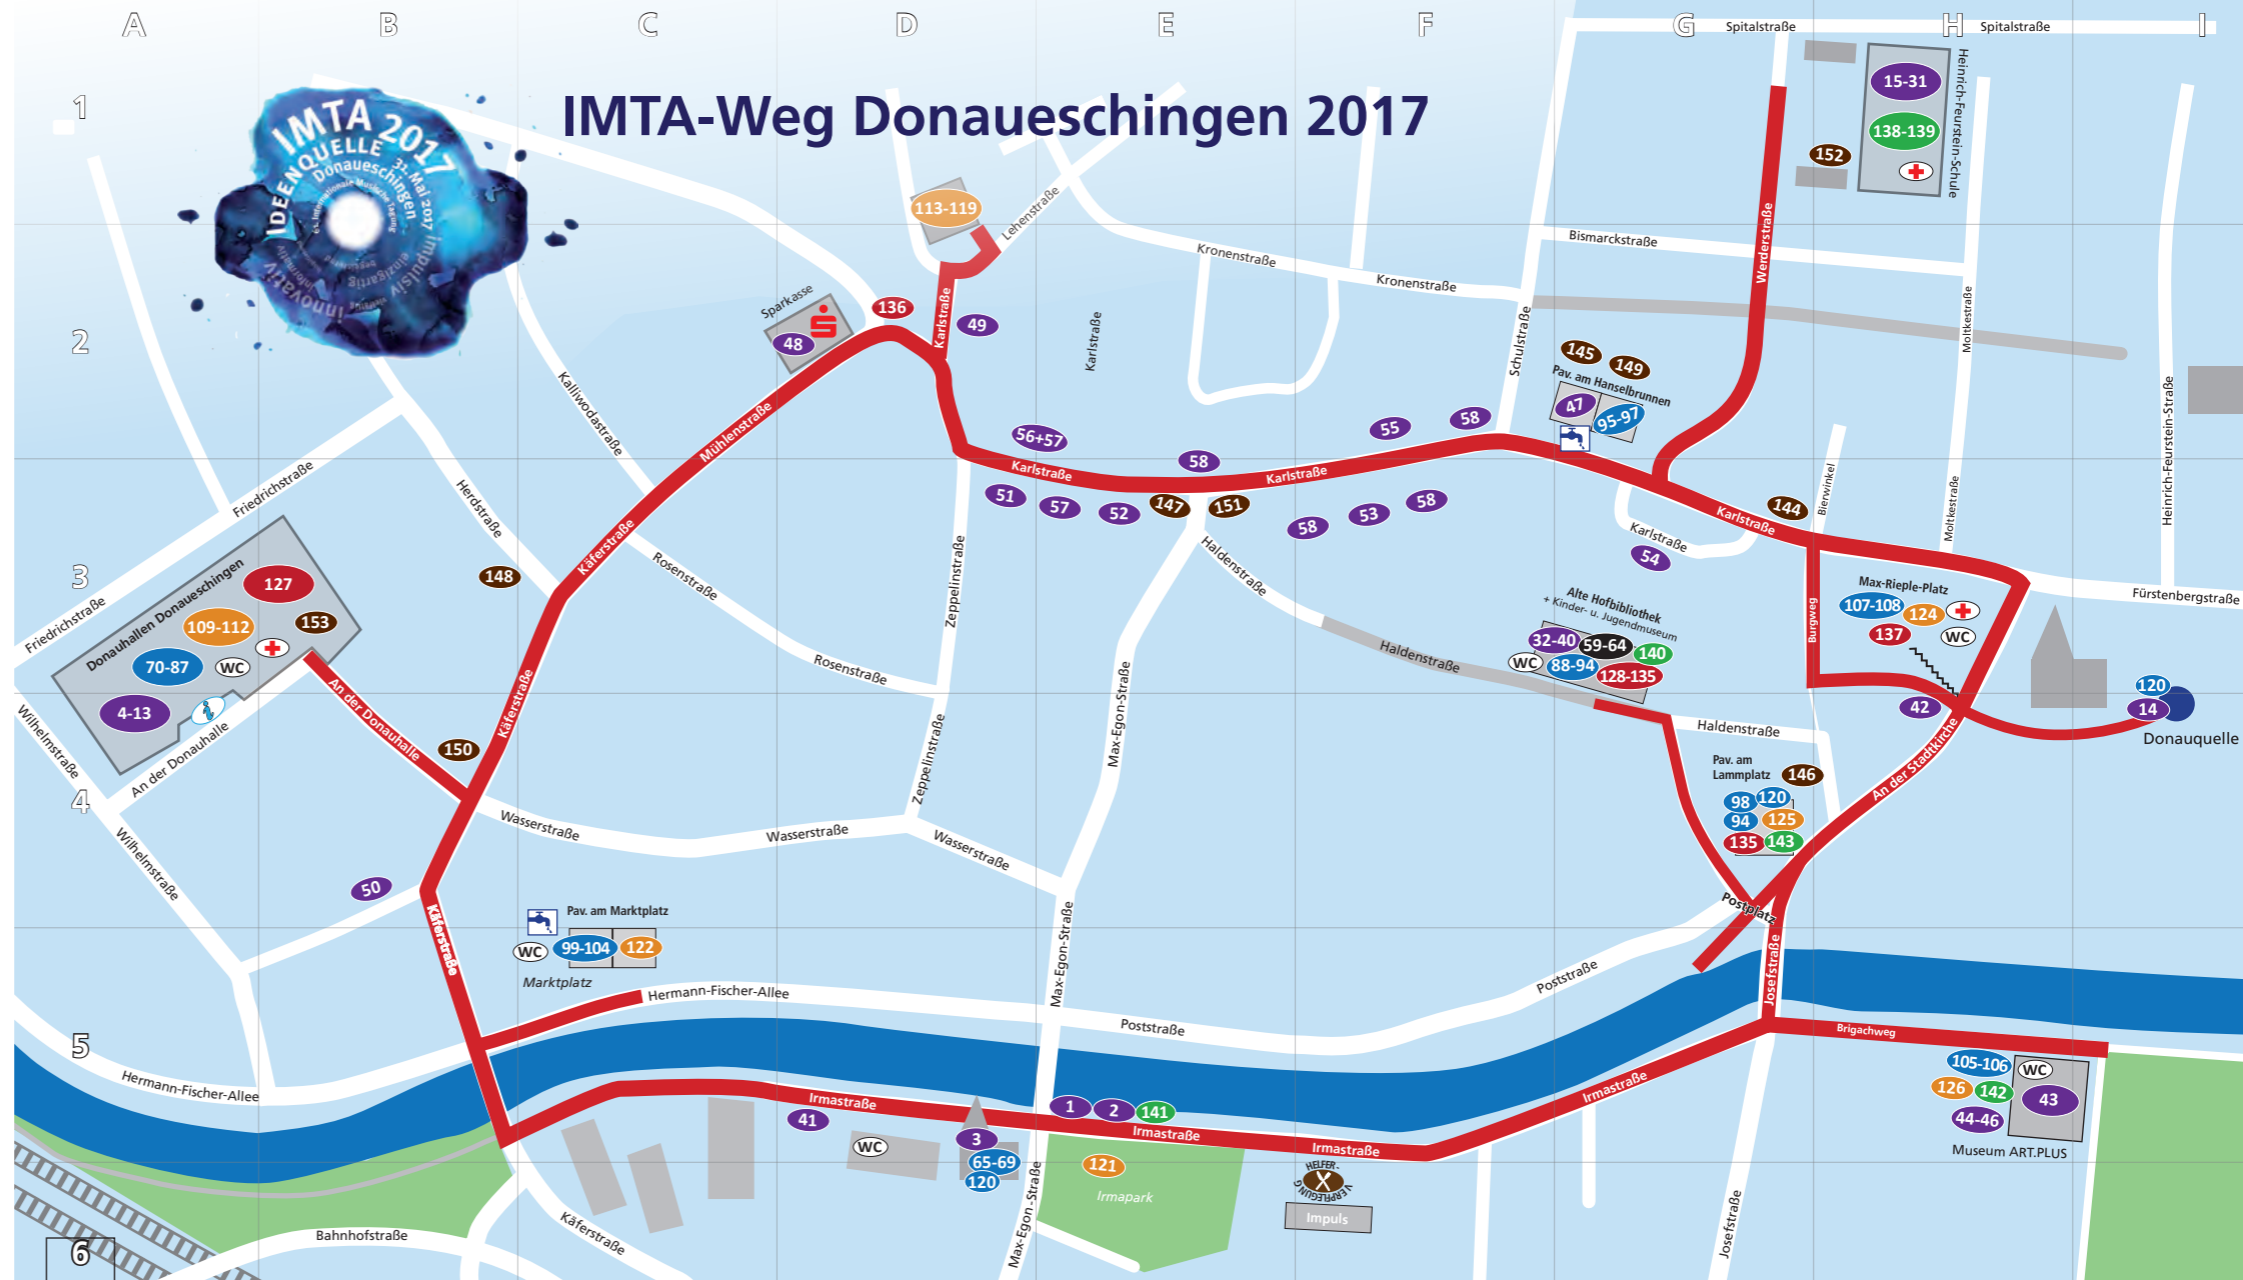 A B C D E F G H I
1
2
3
4
5
6
IMTA-Weg Donaueschingen 2017
IMTA 2017
IDEENQUELLE
Donaueschingen
31. Mai 2017
impulsiv
einzigartig
innovativ
informativ
Spitalstraße
Spitalstraße
15-31
138-139
152
Heinrich-Feurstein-Schule
113-119
Lehenstraße
Werderstraße
Bismarckstraße
Kronenstraße
Kronenstraße
Sparkasse
48
136
Karlstraße
49
Karlstraße
Schulstraße
Moltkestraße
145
149
Pav. am Hanselbrunnen
47
95-97
Heinrich-Feurstein-Straße
Kalliwodastraße
Mühlenstraße
56+57
55
58
58
Karlstraße
Karlstraße
51
57
52
147
151
58
53
58
Friedrichstraße
Herdstraße
Käferstraße
Karlstraße
144
Bierwinkel
Moltkestraße
Karlstraße
54
Haldenstraße
Zeppelinstraße
Rosenstraße
148
Donauhallen Donaueschingen
127
109-112
153
70-87
WC
4-13
Friedrichstraße
Alte Hofbibliothek
+ Kinder- u. Jugendmuseum
32-40
59-64
140
WC
88-94
128-135
Haldenstraße
Burgweg
Max-Rieple-Platz
107-108
124
137
WC
Fürstenbergstraße
Rosenstraße
Max-Egon-Straße
Käferstraße
An der Donauhalle
An der Donauhalle
Wilhelmstraße
150
Zeppelinstraße
Haldenstraße
42
120
14
Donauquelle
An der Stadtkirche
Pav. am
Lammplatz
146
98
120
94
125
135
143
Wasserstraße
Wasserstraße
Wasserstraße
Wilhelmstraße
50
Käferstraße
Käferstraße
Pav. am Marktplatz
WC
99-104
122
Marktplatz
Max-Egon-Straße
Postplatz
Josefstraße
Poststraße
Hermann-Fischer-Allee
Poststraße
Brigachweg
Hermann-Fischer-Allee
Irmastraße
41
WC
3
65-69
120
1
2
141
Irmastraße
Irmastraße
Irmastraße
121
Irmapark
HELFER-
VERPFLEGUNG
Impuls
105-106
WC
126
142
43
44-46
Museum ART.PLUS
Bahnhofstraße
Käferstraße
Max-Egon-Straße
Josefstraße